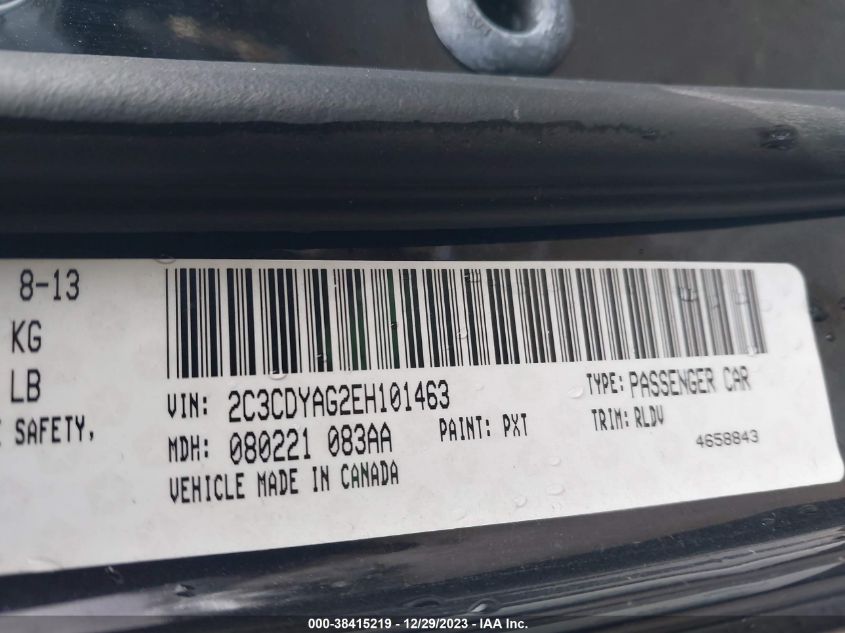 8-13
KG
LB
SAFETY,
VIN: 2C3CDYAG2EH101463
TYPE: PASSENGER CAR
MDH: 080221 083AA
PAINT: PXT
TRIM: RLDV
4658843
VEHICLE MADE IN CANADA
000-38415219 - 12/29/2023 - IAA Inc.